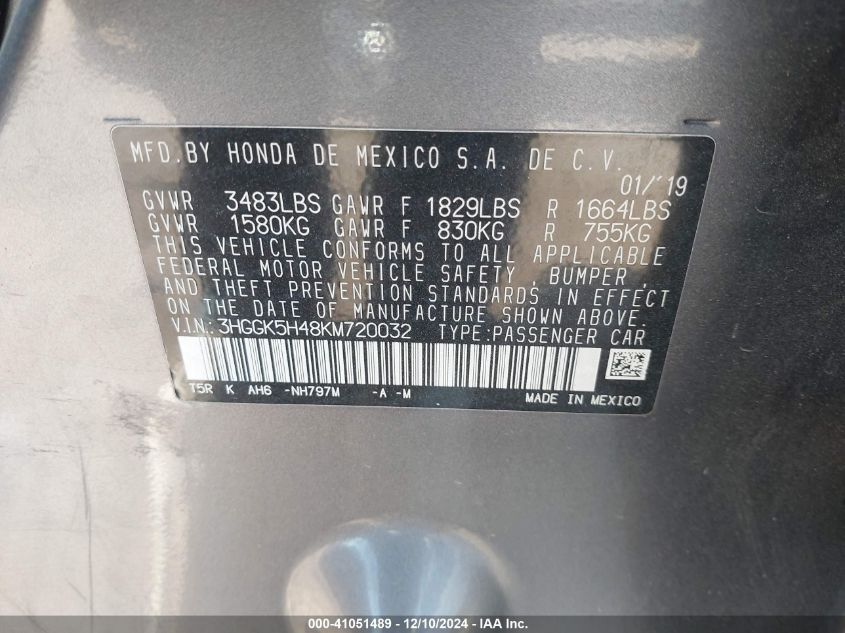 MFD.BY HONDA DE MEXICO S.A. DE C.V.
01/'19
GVWR 3483LBS GAWR F 1829LBS R 1664LBS
GVWR 1580KG GAWR F 830KG R 755KG
THIS VEHICLE CONFORMS TO ALL APPLICABLE
FEDERAL MOTOR VEHICLE SAFETY , BUMPER ,
AND THEFT PREVENTION STANDARDS IN EFFECT
ON THE DATE OF MANUFACTURE SHOWN ABOVE.
V.I.N.: 3HGGK5H48KM720032 TYPE:PASSENGER CAR
T5R K AH6 -NH797M -A -M
MADE IN MEXICO
000-41051489 - 12/10/2024 - IAA Inc.